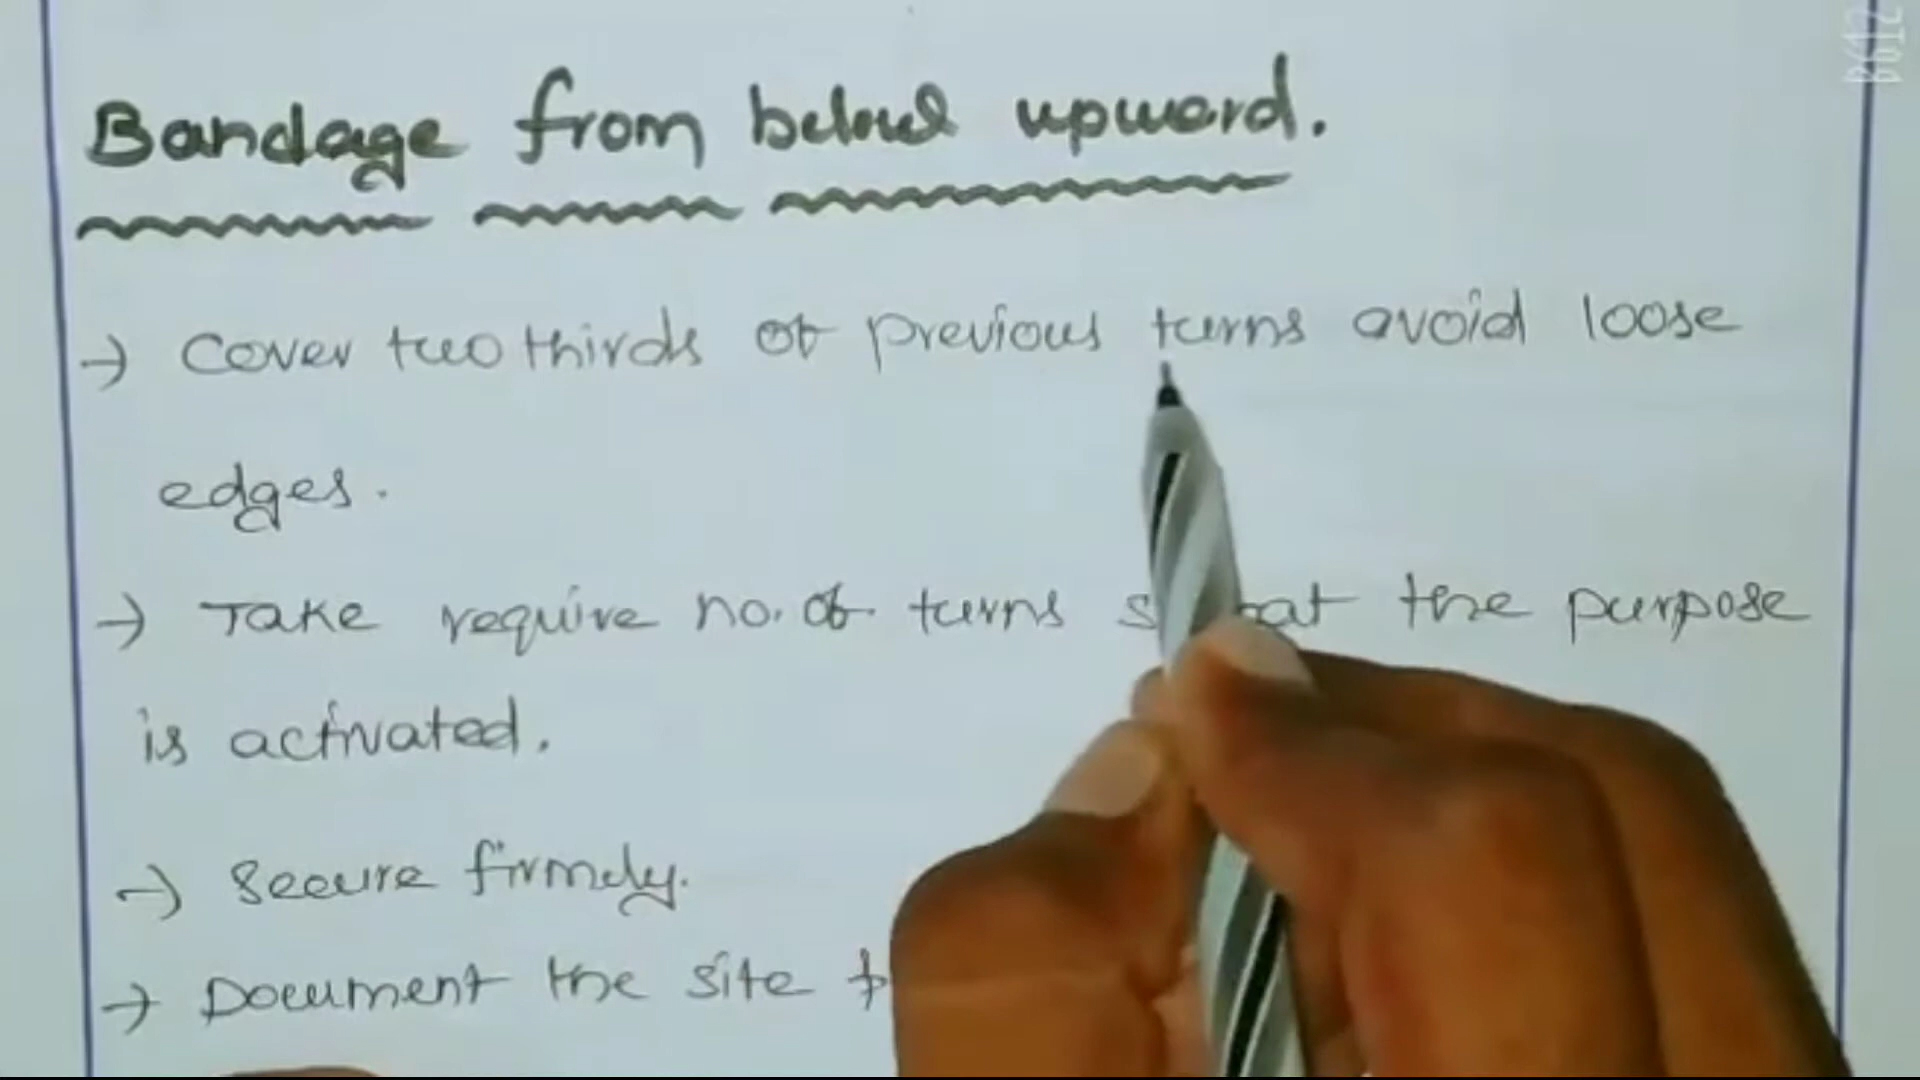 Bandage from below upward.
→ Cover two thirds of previous turns avoid loose
edges.
→ Take require no. of turns the purpose
is activated.
→ Secure firmly.
→ Document the site
B612